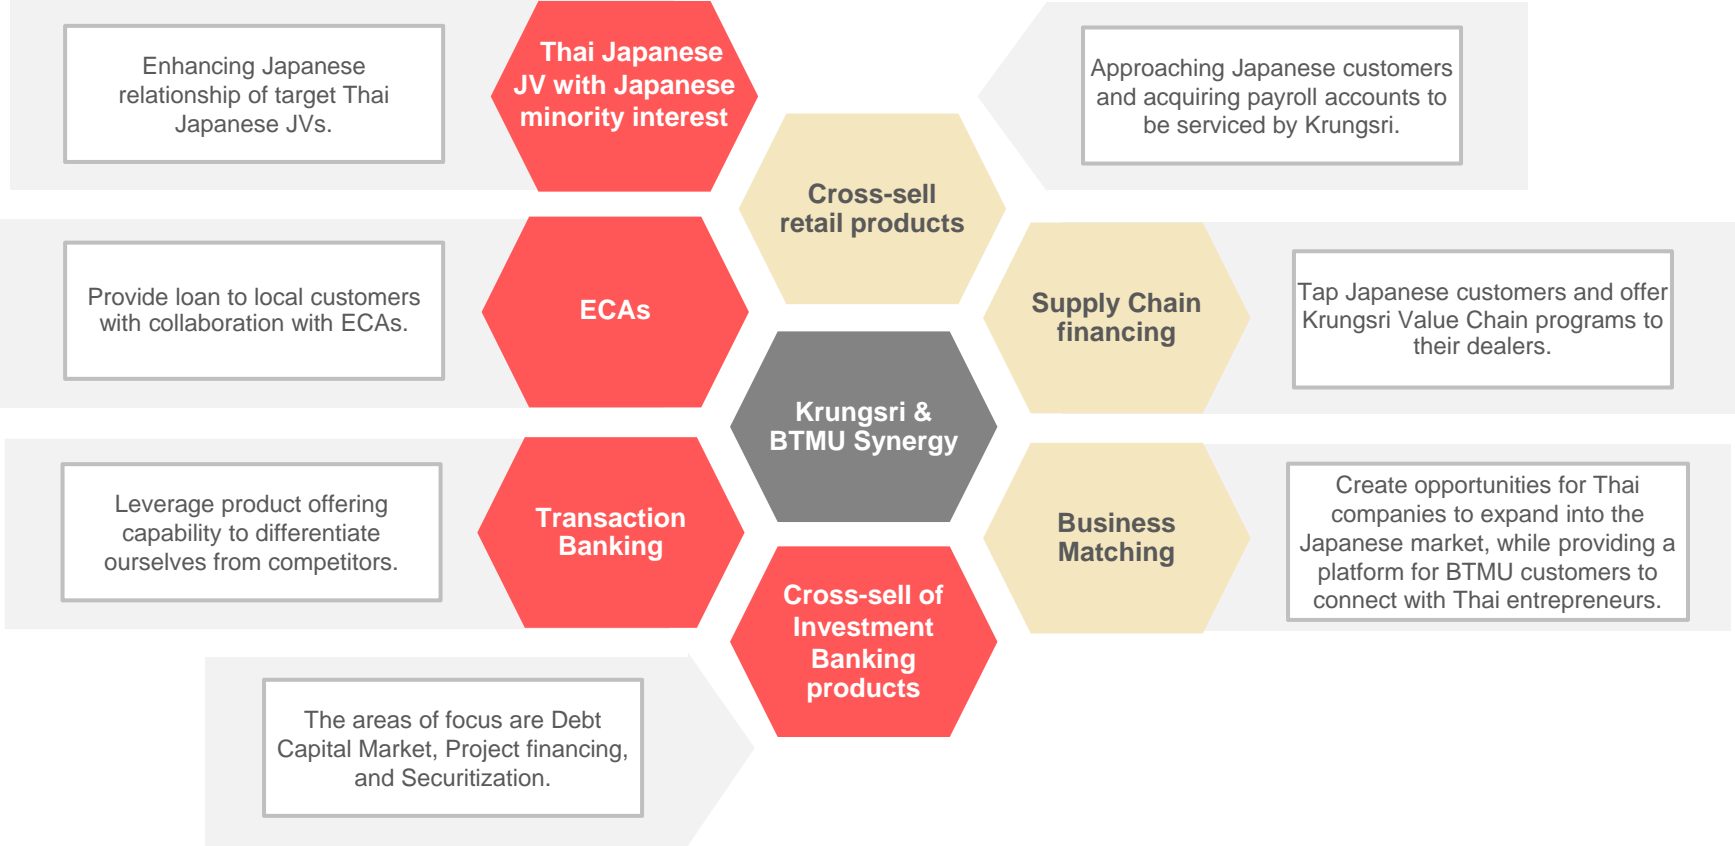 Enhancing Japanese
relationship of target Thai
Japanese JVs.
Thai Japanese
JV with Japanese
minority interest
Approaching Japanese customers
and acquiring payroll accounts to
be serviced by Krungsri.
Cross-sell
retail products
Provide loan to local customers
with collaboration with ECAs.
ECAs
Supply Chain
financing
Tap Japanese customers and offer
Krungsri Value Chain programs to
their dealers.
Krungsri &
BTMU Synergy
Leverage product offering
capability to differentiate
ourselves from competitors.
Transaction
Banking
Business
Matching
Create opportunities for Thai
companies to expand into the
Japanese market, while providing a
platform for BTMU customers to
connect with Thai entrepreneurs.
Cross-sell of
Investment
Banking
products
The areas of focus are Debt
Capital Market, Project financing,
and Securitization.